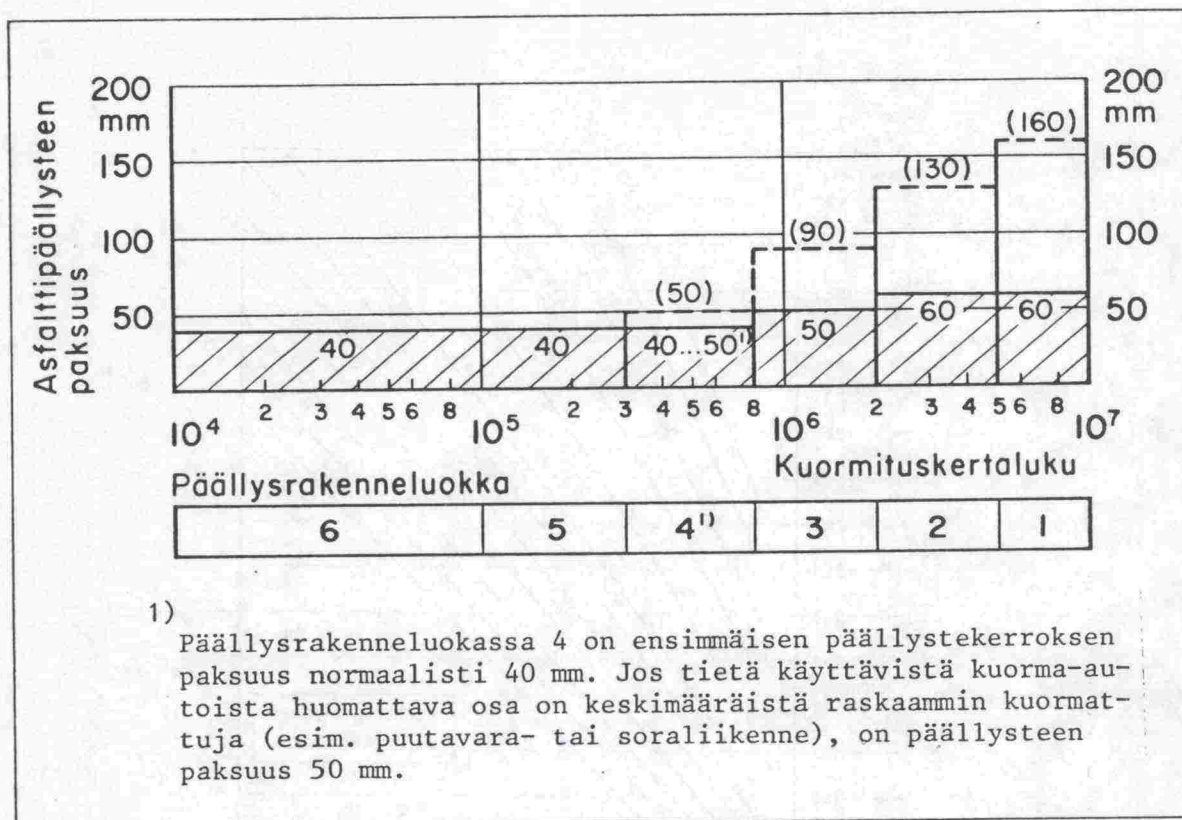 Asfalttipäällysteen
paksuus
200
mm
150
100
50
200
mm
150
100
50
(160)
(130)
(90)
(50)
40
40
40...50¹⁾
50
60
60
2 3 4 5 6 8 2 3 4 5 6 8 2 3 4 5 6 8
10⁴ 10⁵ 10⁶ 10⁷
Kuormituskertaluku
Päällysrakenneluokka
6 5 4¹⁾ 3 2 1
1)
Päällysrakenneluokassa 4 on ensimmäisen päällystekerroksen
paksuus normaalisti 40 mm. Jos tietä käyttävistä kuorma-au-
toista huomattava osa on keskimääräistä raskaammin kuormat-
tuja (esim. puutavara- tai soraliikenne), on päällysteen
paksuus 50 mm.